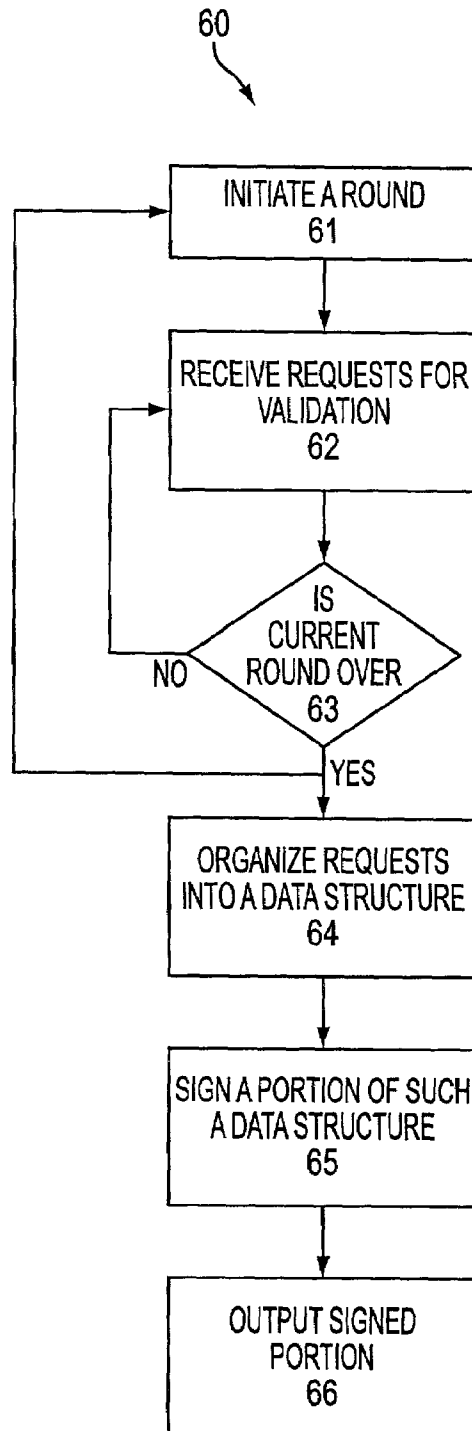 60
INITIATE A ROUND
61
RECEIVE REQUESTS FOR
VALIDATION
62
IS
CURRENT
ROUND OVER
63
NO
YES
ORGANIZE REQUESTS
INTO A DATA STRUCTURE
64
SIGN A PORTION OF SUCH
A DATA STRUCTURE
65
OUTPUT SIGNED
PORTION
66